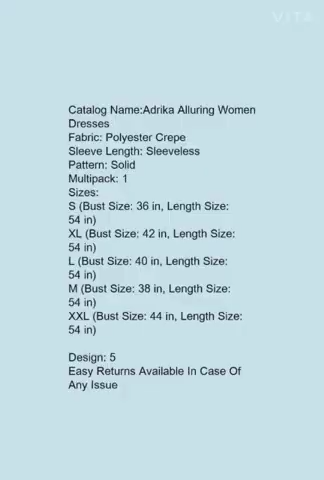 VITA
Catalog Name:Adrika Alluring Women
Dresses
Fabric: Polyester Crepe
Sleeve Length: Sleeveless
Pattern: Solid
Multipack: 1
Sizes:
S (Bust Size: 36 in, Length Size:
54 in)
XL (Bust Size: 42 in, Length Size:
54 in)
L (Bust Size: 40 in, Length Size:
54 in)
M (Bust Size: 38 in, Length Size:
54 in)
XXL (Bust Size: 44 in, Length Size:
54 in)
Design: 5
Easy Returns Available In Case Of
Any Issue